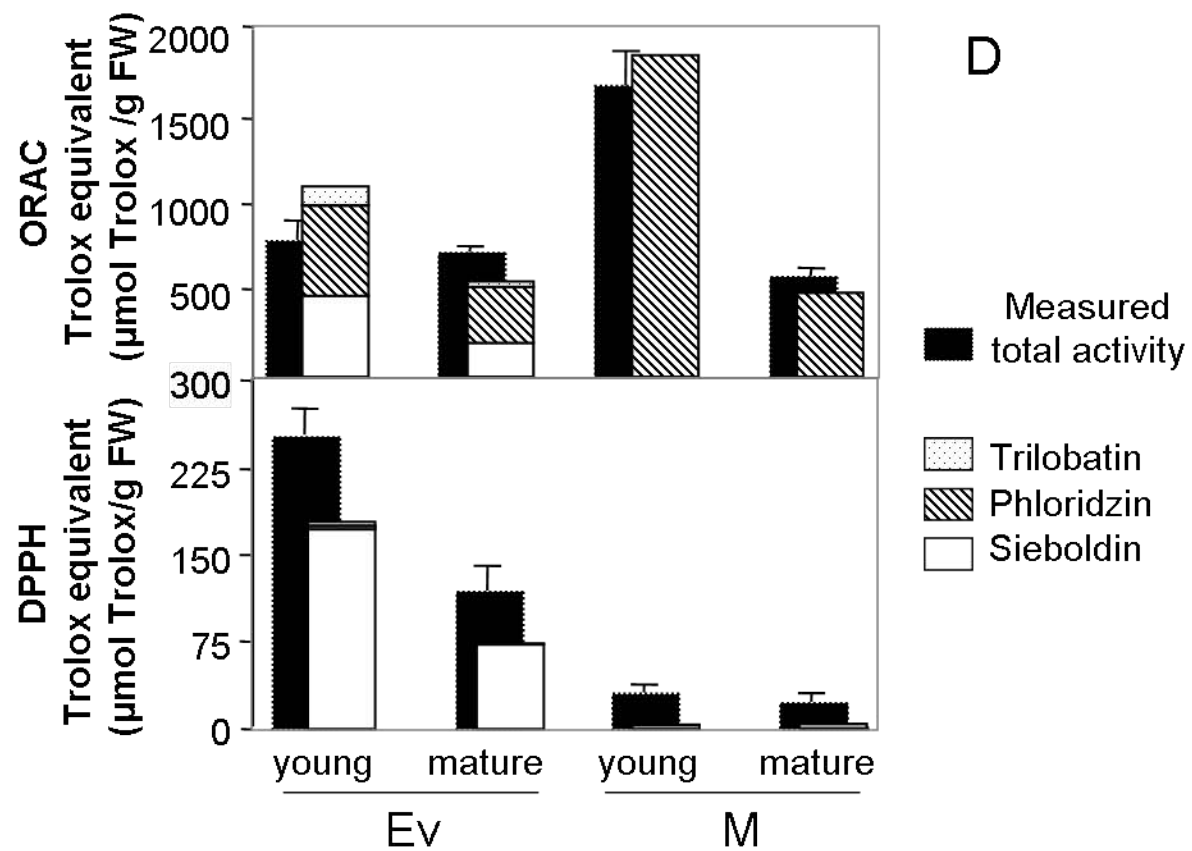 D
ORAC
Trolox equivalent
(µmol Trolox /g FW)
2000
1500
1000
500
Measured
total activity
Trilobatin
Phloridzin
Sieboldin
DPPH
Trolox equivalent
(µmol Trolox/g FW)
300
225
150
75
0
young mature young mature
Ev M